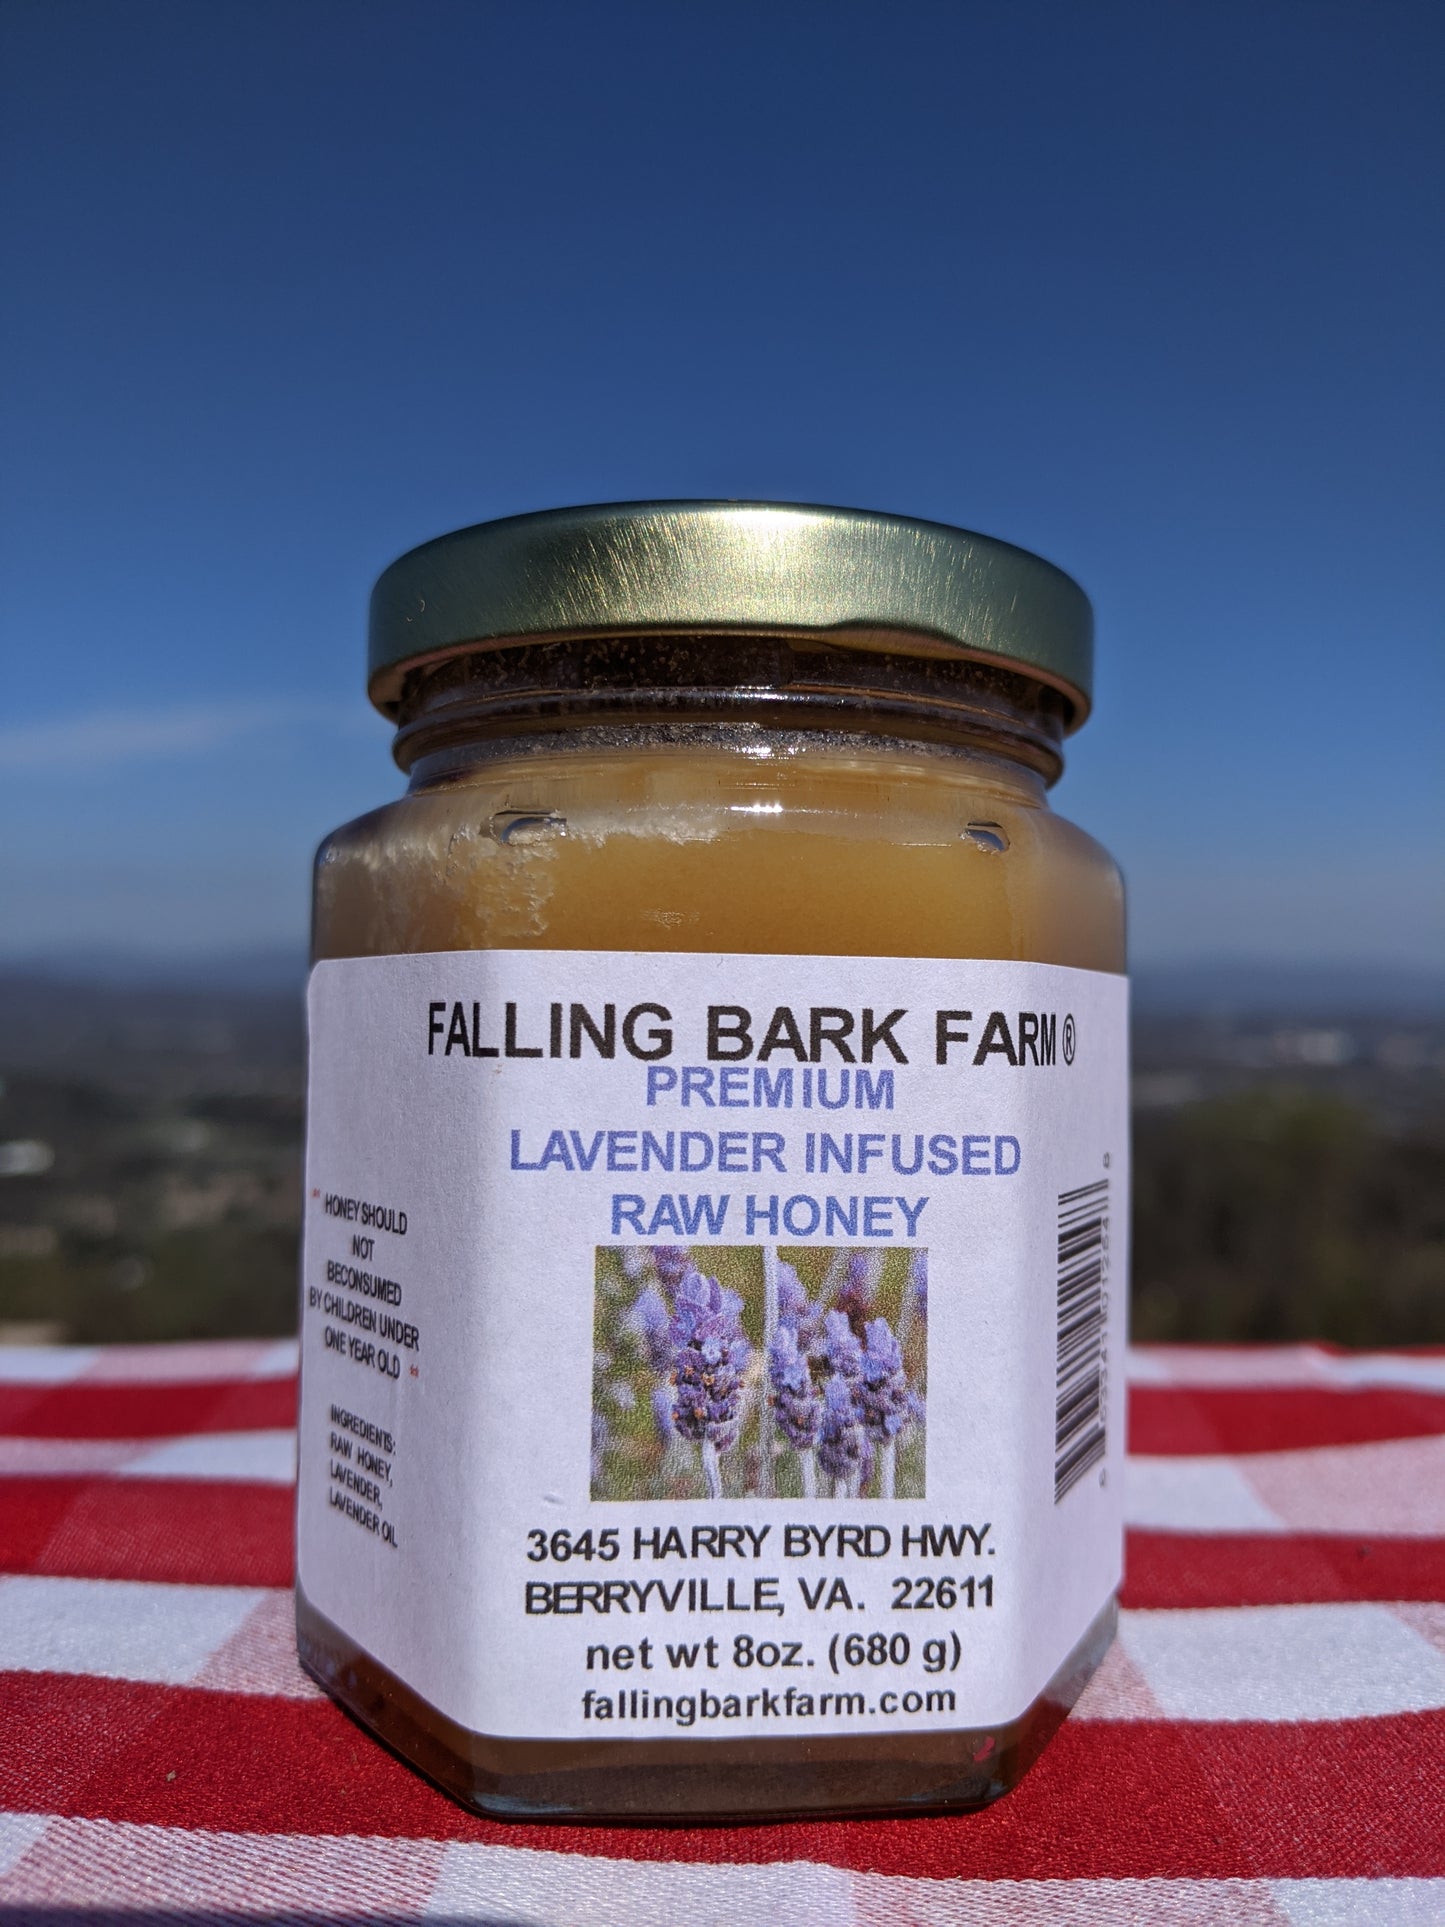 FALLING BARK FARM®
PREMIUM
LAVENDER INFUSED
RAW HONEY
3645 HARRY BYRD HWY.
BERRYVILLE, VA. 22611
net wt 8oz. (680 g)
fallingbarkfarm.com
" HONEY SHOULD
NOT
BECONSUMED
BY CHILDREN UNDER
ONE YEAR OLD "
INGREDIENTS:
RAW HONEY,
LAVENDER,
LAVENDER OIL